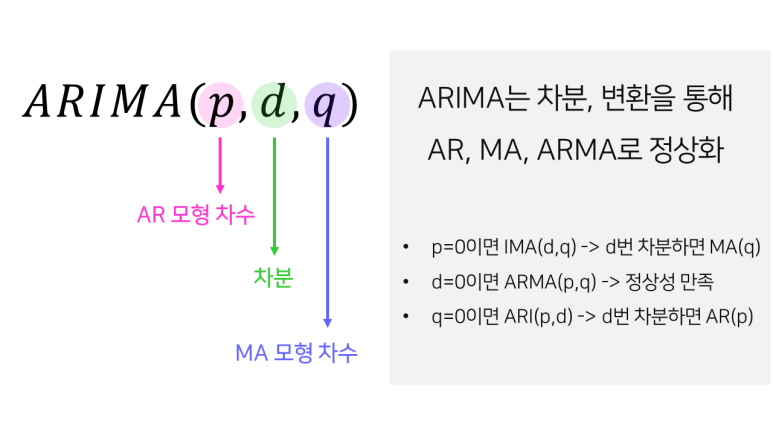 ARIMA(p,d,q)
AR 모형 차수
차분
MA 모형 차수
ARIMA는 차분, 변환을 통해
AR, MA, ARMA로 정상화
• p=0이면 IMA(d,q) -> d번 차분하면 MA(q)
• d=0이면 ARMA(p,q) -> 정상성 만족
• q=0이면 ARI(p,d) -> d번 차분하면 AR(p)